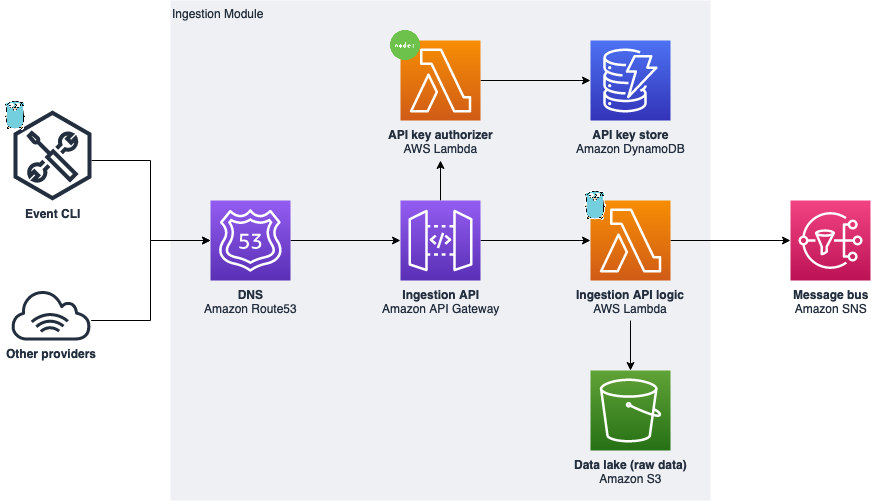 Ingestion Module
node
API key authorizer
AWS Lambda
API key store
Amazon DynamoDB
Event CLI
53
DNS
Amazon Route53
</>
Ingestion API
Amazon API Gateway
Ingestion API logic
AWS Lambda
Message bus
Amazon SNS
Other providers
Data lake (raw data)
Amazon S3